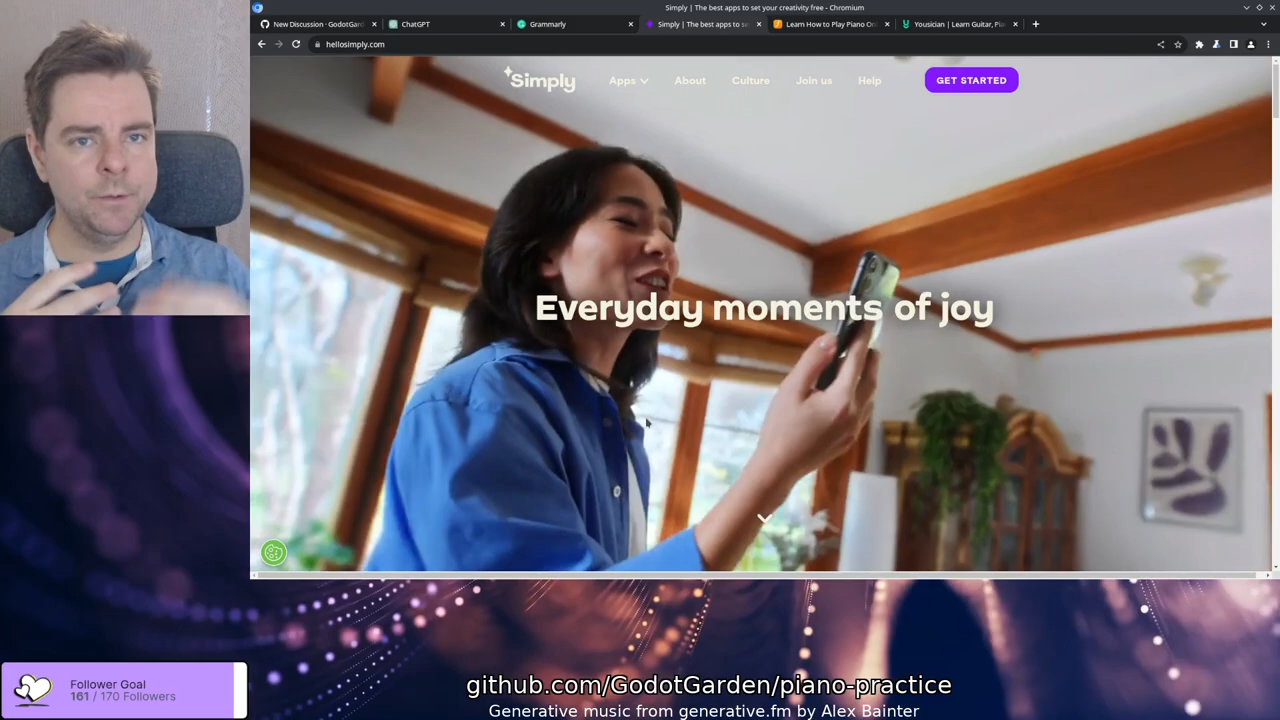 Simply | The best apps to set your creativity free - Chromium
New Discussion · GodotGard
ChatGPT
Grammarly
Simply | The best apps to se
Learn How to Play Piano On
Yousician | Learn Guitar, Pia
hellosimply.com
Simply
Apps
About
Culture
Join us
Help
GET STARTED
Everyday moments of joy
Follower Goal
161 / 170 Followers
github.com/GodotGarden/piano-practice
Generative music from generative.fm by Alex Bainter